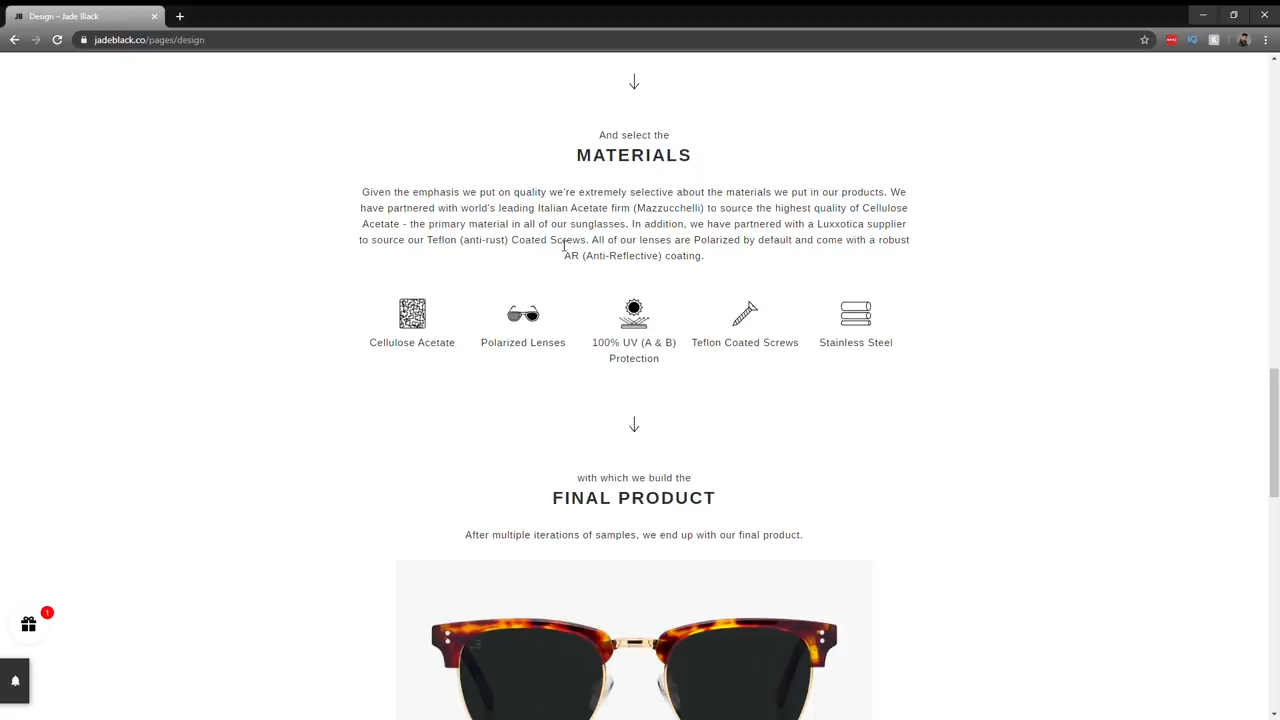 JB Design – Jade Black
jadeblack.co/pages/design
IQ
And select the
MATERIALS
Given the emphasis we put on quality we're extremely selective about the materials we put in our products. We
have partnered with world's leading Italian Acetate firm (Mazzucchelli) to source the highest quality of Cellulose
Acetate - the primary material in all of our sunglasses. In addition, we have partnered with a Luxxotica supplier
to source our Teflon (anti-rust) Coated Screws. All of our lenses are Polarized by default and come with a robust
AR (Anti-Reflective) coating.
Cellulose Acetate
Polarized Lenses
100% UV (A & B)
Protection
Teflon Coated Screws
Stainless Steel
with which we build the
FINAL PRODUCT
After multiple iterations of samples, we end up with our final product.
1